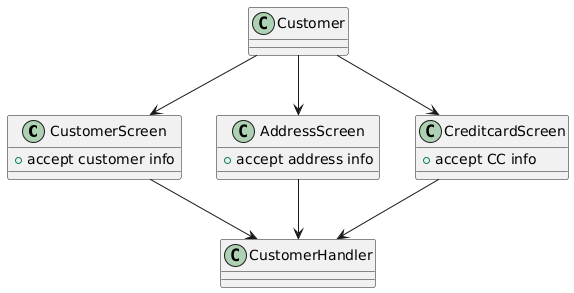 C Customer
C CustomerScreen
accept customer info
C AddressScreen
accept address info
C CreditcardScreen
accept CC info
C CustomerHandler